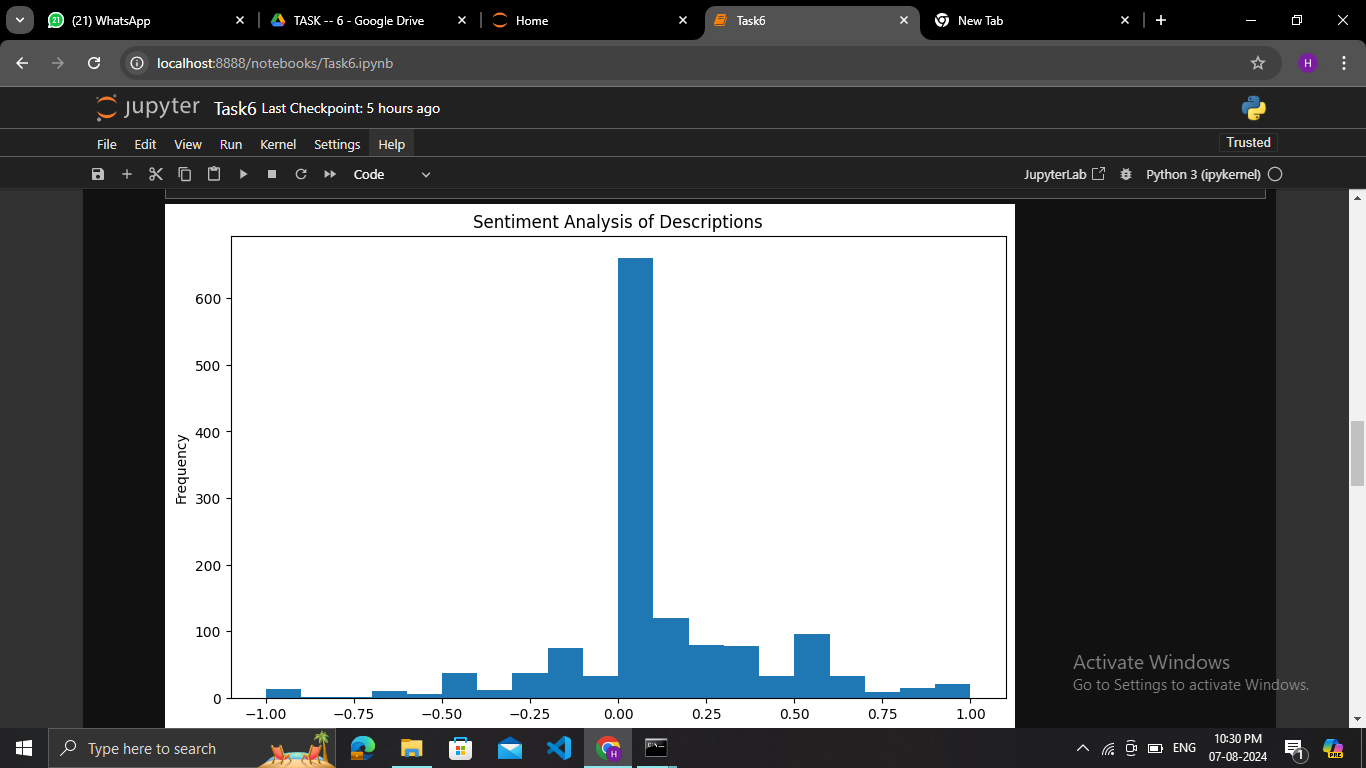 (21) WhatsApp
TASK -- 6 - Google Drive
Home
Task6
New Tab
localhost:8888/notebooks/Task6.ipynb
H
jupyter Task6 Last Checkpoint: 5 hours ago
File Edit View Run Kernel Settings Help
Trusted
Code
JupyterLab
Python 3 (ipykernel)
Sentiment Analysis of Descriptions
Frequency
600
500
400
300
200
100
0
−1.00 −0.75 −0.50 −0.25 0.00 0.25 0.50 0.75 1.00
Activate Windows
Go to Settings to activate Windows.
Type here to search
ENG
10:30 PM
07-08-2024
1
PRE